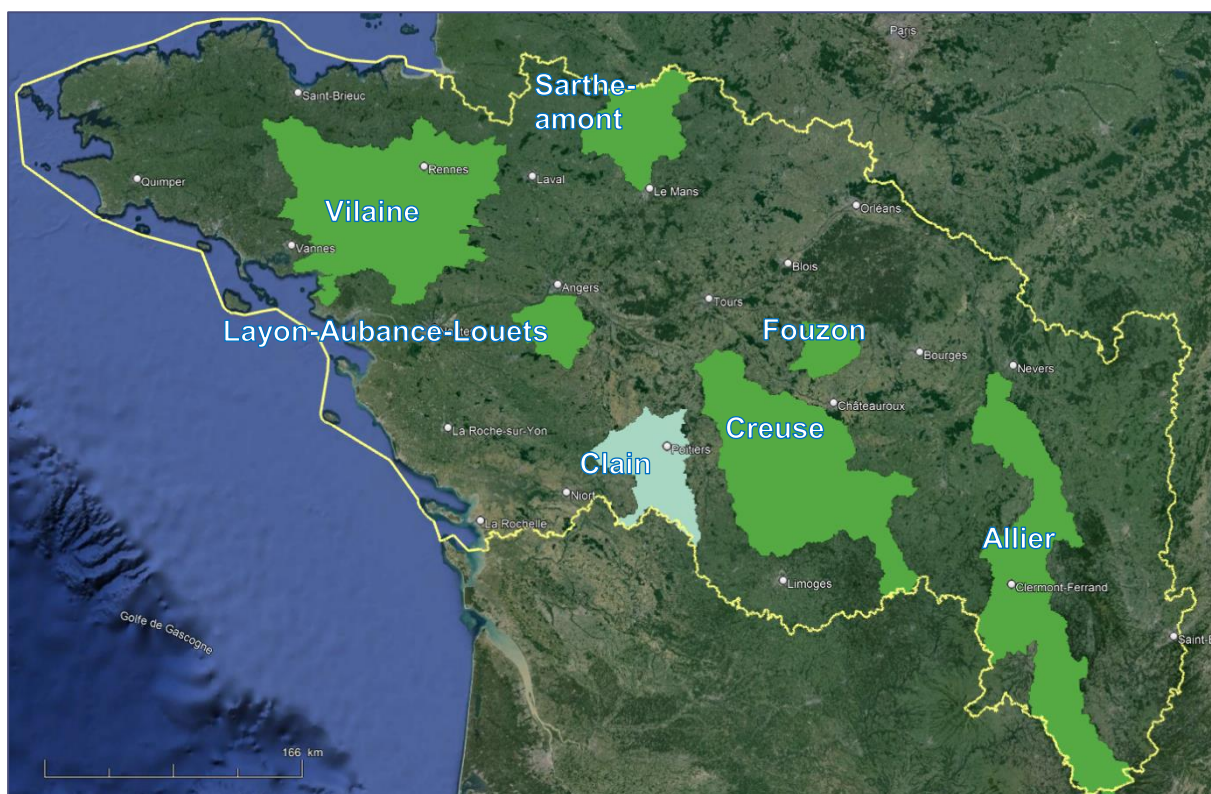 Paris
Sarthe-
amont
Saint-Brieuc
Rennes
Laval
Quimper
Le Mans
Vilaine
Orléans
Vannes
Blois
Angers
Tours
Layon-Aubance-Louets
Fouzon
Bourges
Nevers
Châteauroux
La Roche-sur-Yon
Creuse
Poitiers
Clain
Niort
La Rochelle
Allier
Limoges
Clermont-Ferrand
Golfe de Gascogne
166 km